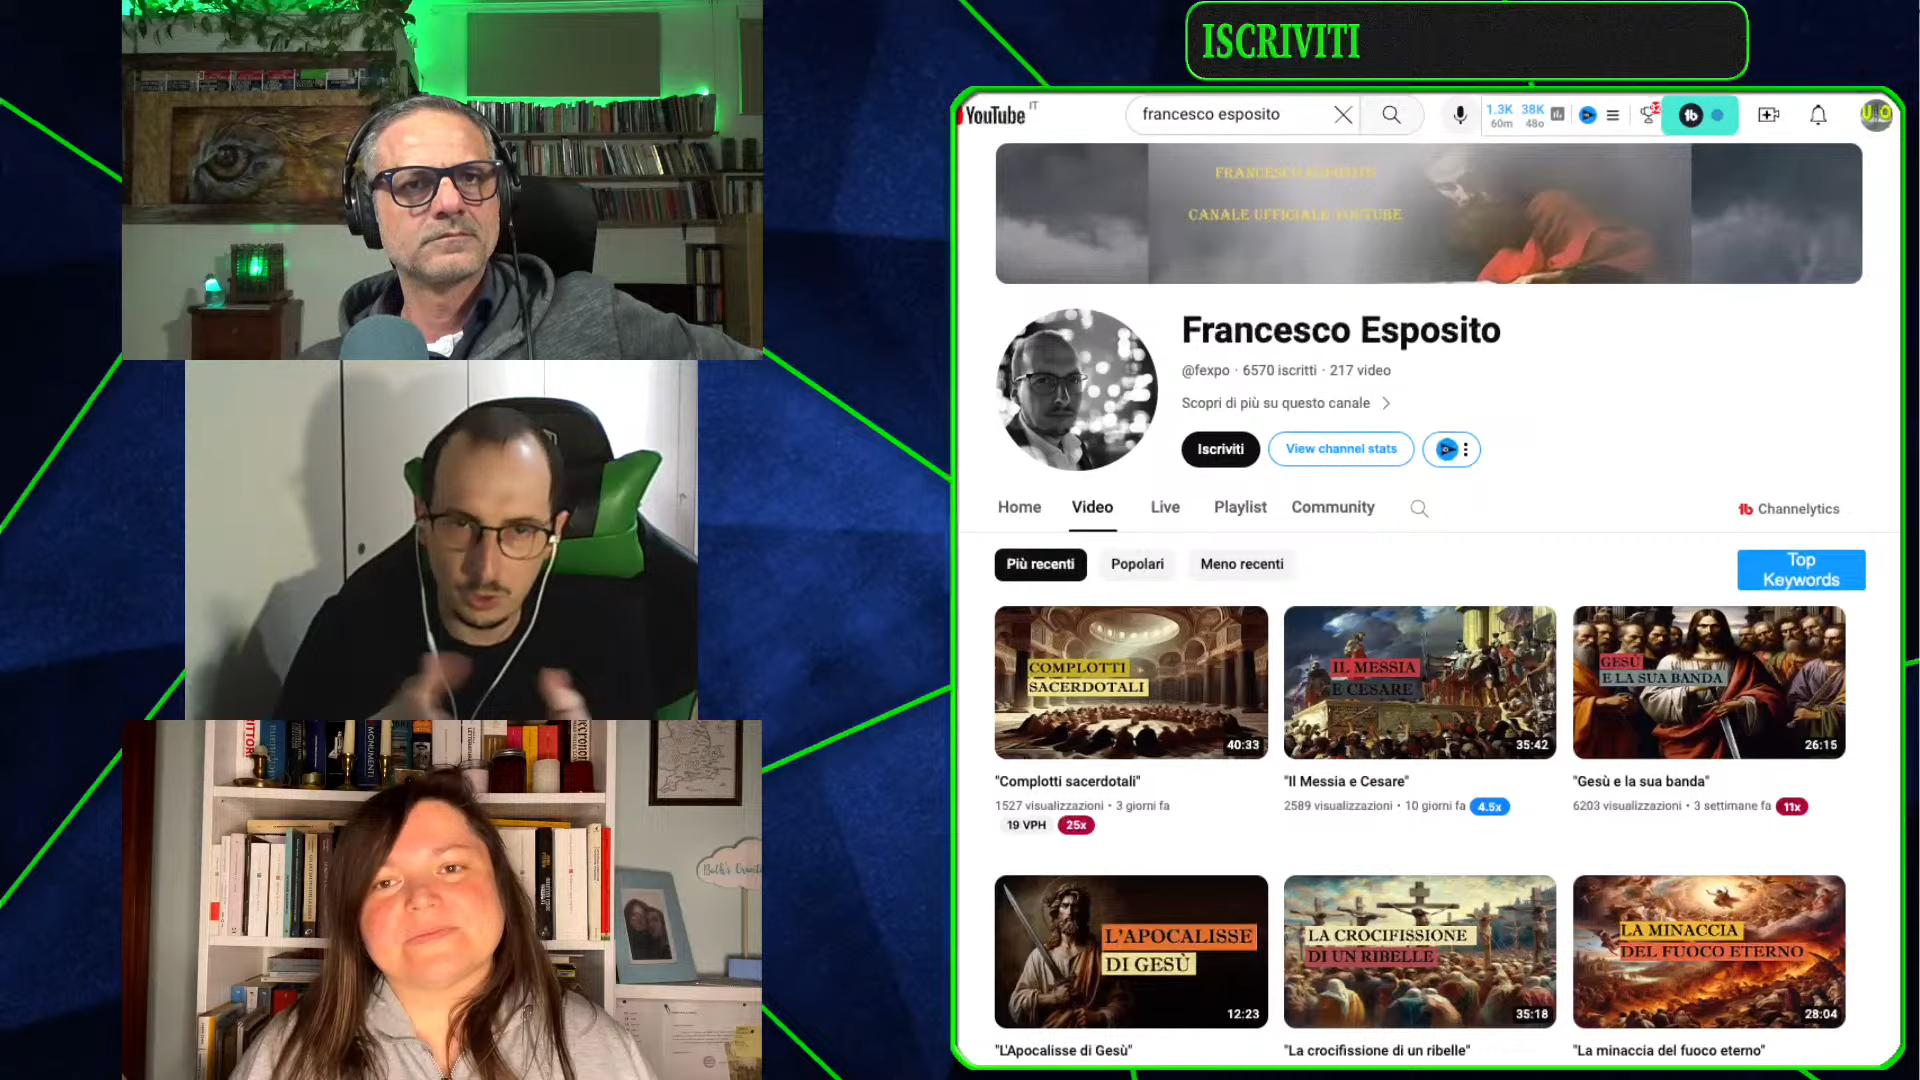 ISCRIVITI
YouTube IT
francesco esposito
1.3K 38K
60m 48o
FRANCESCO ESPOSITO
CANALE UFFICIALE YOUTUBE
Francesco Esposito
@fexpo · 6570 iscritti · 217 video
Scopri di più su questo canale
Iscriviti
View channel stats
Home Video Live Playlist Community
Channelytics
Più recenti Popolari Meno recenti
Top
Keywords
COMPLOTTI
SACERDOTALI
40:33
IL MESSIA
E CESARE
35:42
GESÙ
E LA SUA BANDA
26:15
"Complotti sacerdotali"
1527 visualizzazioni • 3 giorni fa
19 VPH 25x
"Il Messia e Cesare"
2589 visualizzazioni • 10 giorni fa 4.5x
"Gesù e la sua banda"
6203 visualizzazioni • 3 settimane fa 11x
L'APOCALISSE
DI GESÙ
12:23
LA CROCIFISSIONE
DI UN RIBELLE
35:18
LA MINACCIA
DEL FUOCO ETERNO
28:04
"L'Apocalisse di Gesù"
"La crocifissione di un ribelle"
"La minaccia del fuoco eterno"
MONUMENTI